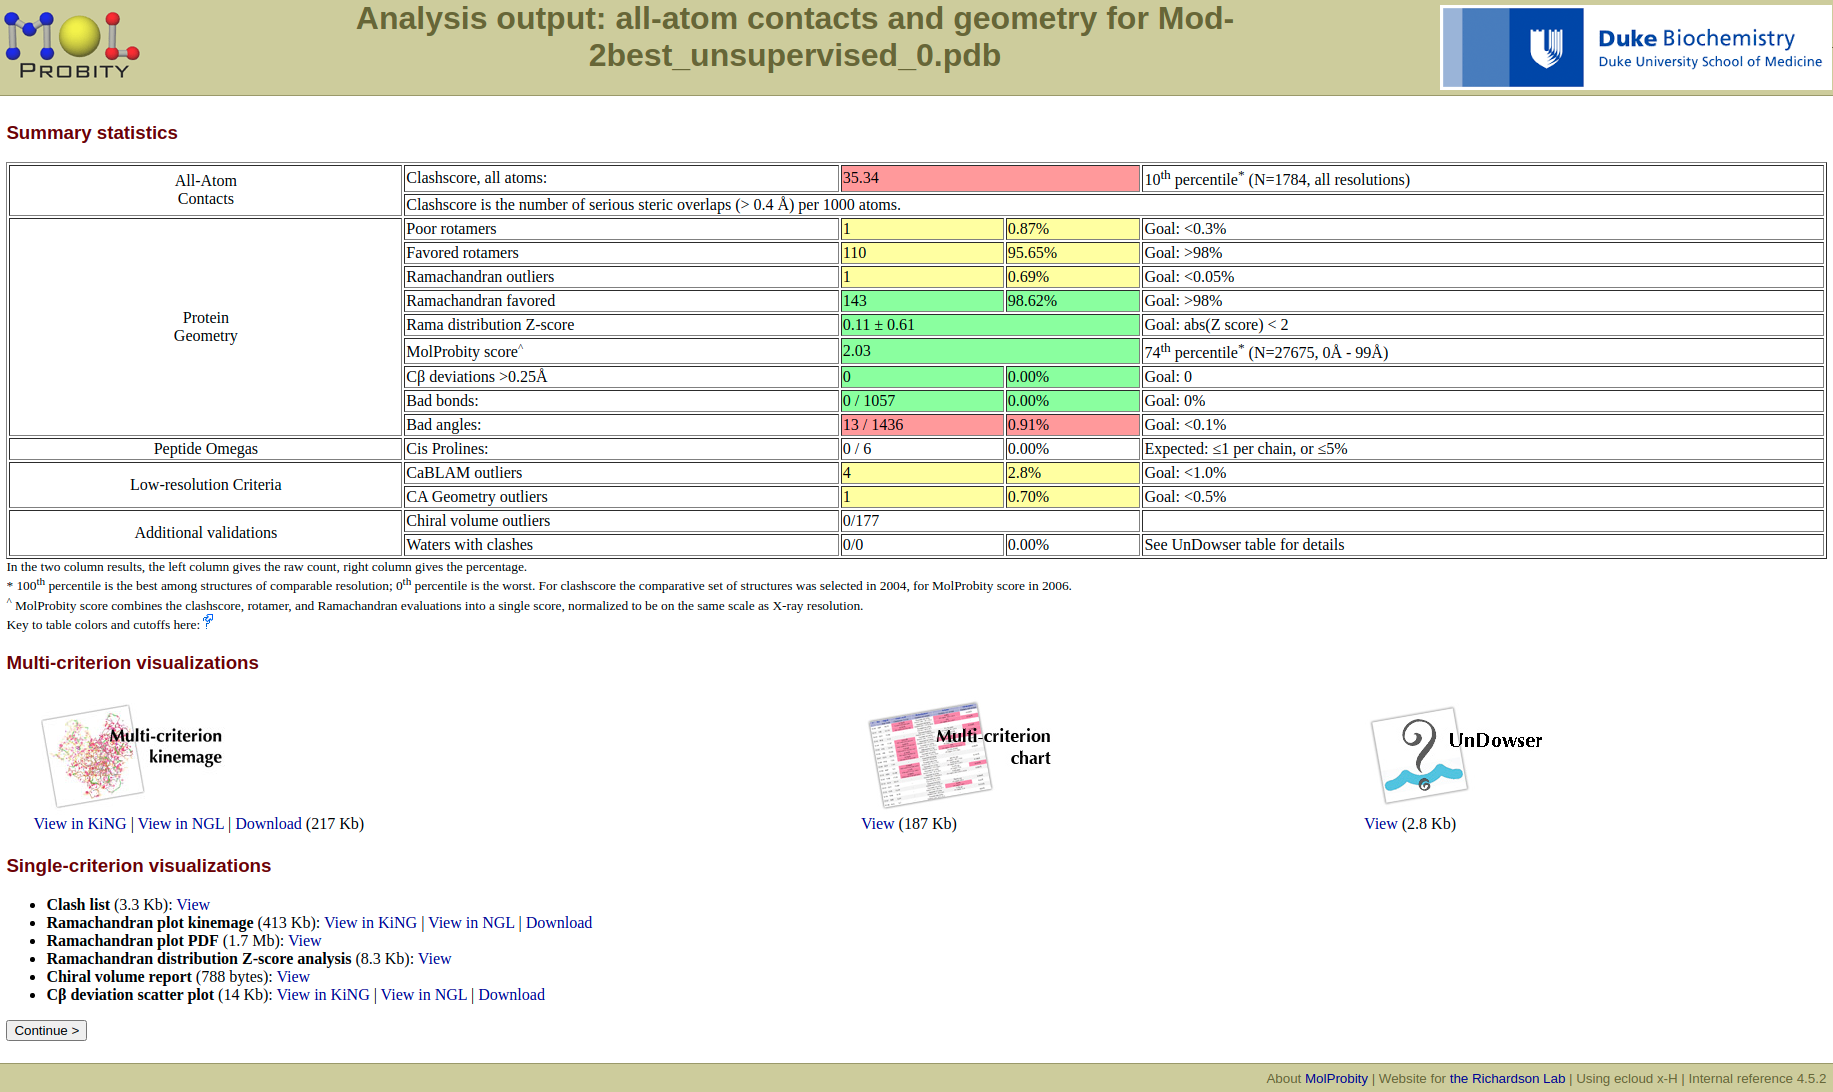 Analysis output: all-atom contacts and geometry for Mod-
2best_unsupervised_0.pdb
MOL
PROBITY
Duke Biochemistry
Duke University School of Medicine
Summary statistics
All-Atom
Contacts
Clashscore, all atoms: 35.34 10th percentile* (N=1784, all resolutions)
Clashscore is the number of serious steric overlaps (> 0.4 Å) per 1000 atoms.
Protein
Geometry
Poor rotamers 1 0.87% Goal: <0.3%
Favored rotamers 110 95.65% Goal: >98%
Ramachandran outliers 1 0.69% Goal: <0.05%
Ramachandran favored 143 98.62% Goal: >98%
Rama distribution Z-score 0.11 ± 0.61 Goal: abs(Z score) < 2
MolProbity score^ 2.03 74th percentile* (N=27675, 0Å - 99Å)
Cβ deviations >0.25Å 0 0.00% Goal: 0
Bad bonds: 0 / 1057 0.00% Goal: 0%
Bad angles: 13 / 1436 0.91% Goal: <0.1%
Peptide Omegas Cis Prolines: 0 / 6 0.00% Expected: ≤1 per chain, or ≤5%
Low-resolution Criteria
CaBLAM outliers 4 2.8% Goal: <1.0%
CA Geometry outliers 1 0.70% Goal: <0.5%
Additional validations
Chiral volume outliers 0/177
Waters with clashes 0/0 0.00% See UnDowser table for details
In the two column results, the left column gives the raw count, right column gives the percentage.
* 100th percentile is the best among structures of comparable resolution; 0th percentile is the worst. For clashscore the comparative set of structures was selected in 2004, for MolProbity score in 2006.
^ MolProbity score combines the clashscore, rotamer, and Ramachandran evaluations into a single score, normalized to be on the same scale as X-ray resolution.
Key to table colors and cutoffs here: ?
Multi-criterion visualizations
Multi-criterion
kinemage
View in KiNG | View in NGL | Download (217 Kb)
Multi-criterion
chart
View (187 Kb)
UnDowser
View (2.8 Kb)
Single-criterion visualizations
• Clash list (3.3 Kb): View
• Ramachandran plot kinemage (413 Kb): View in KiNG | View in NGL | Download
• Ramachandran plot PDF (1.7 Mb): View
• Ramachandran distribution Z-score analysis (8.3 Kb): View
• Chiral volume report (788 bytes): View
• Cβ deviation scatter plot (14 Kb): View in KiNG | View in NGL | Download
Continue >
About MolProbity | Website for the Richardson Lab | Using ecloud x-H | Internal reference 4.5.2